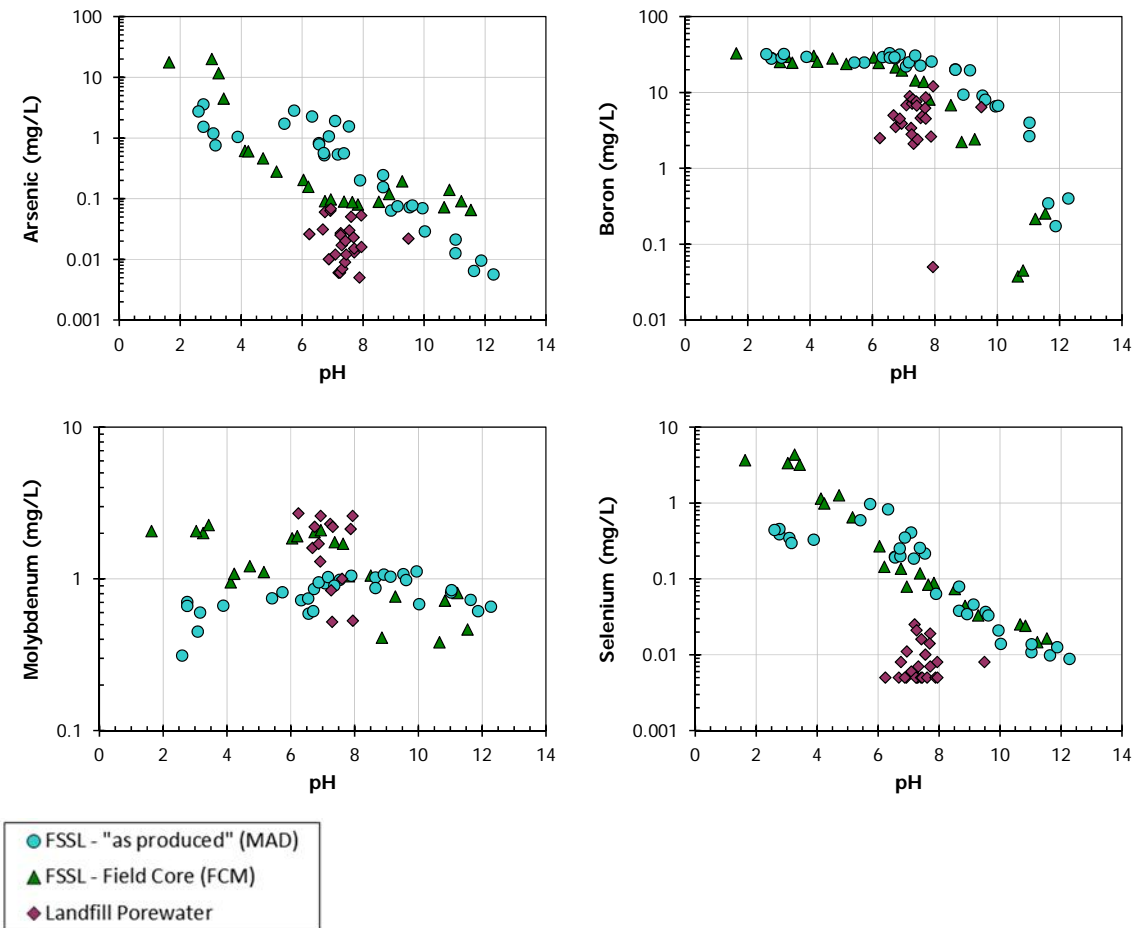 Arsenic (mg/L)
100
10
1
0.1
0.01
0.001
0 2 4 6 8 10 12 14
pH
Boron (mg/L)
100
10
1
0.1
0.01
0 2 4 6 8 10 12 14
pH
Molybdenum (mg/L)
10
1
0.1
0 2 4 6 8 10 12 14
pH
Selenium (mg/L)
10
1
0.1
0.01
0.001
0 2 4 6 8 10 12 14
pH
FSSL - "as produced" (MAD)
FSSL - Field Core (FCM)
Landfill Porewater